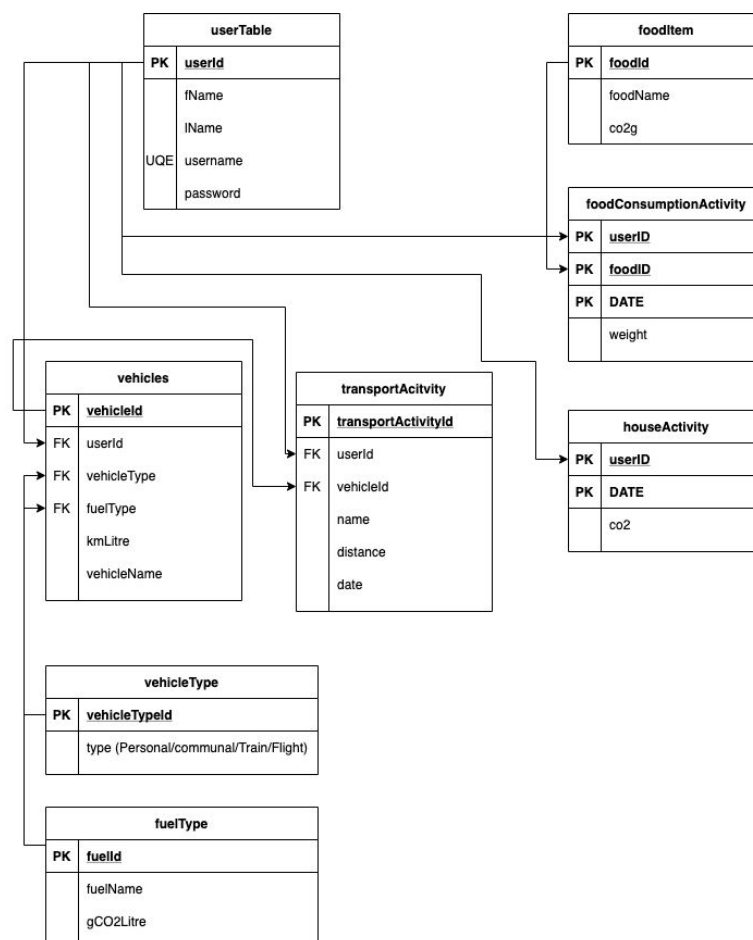 userTable
PK userId
fName
lName
UQE username
password
foodItem
PK foodId
foodName
co2g
foodConsumptionActivity
PK userID
PK foodID
PK DATE
weight
vehicles
PK vehicleId
FK userId
FK vehicleType
FK fuelType
kmLitre
vehicleName
transportAcitvity
PK transportActivityId
FK userId
FK vehicleId
name
distance
date
houseActivity
PK userID
PK DATE
co2
vehicleType
PK vehicleTypeId
type (Personal/communal/Train/Flight)
fuelType
PK fuelId
fuelName
gCO2Litre